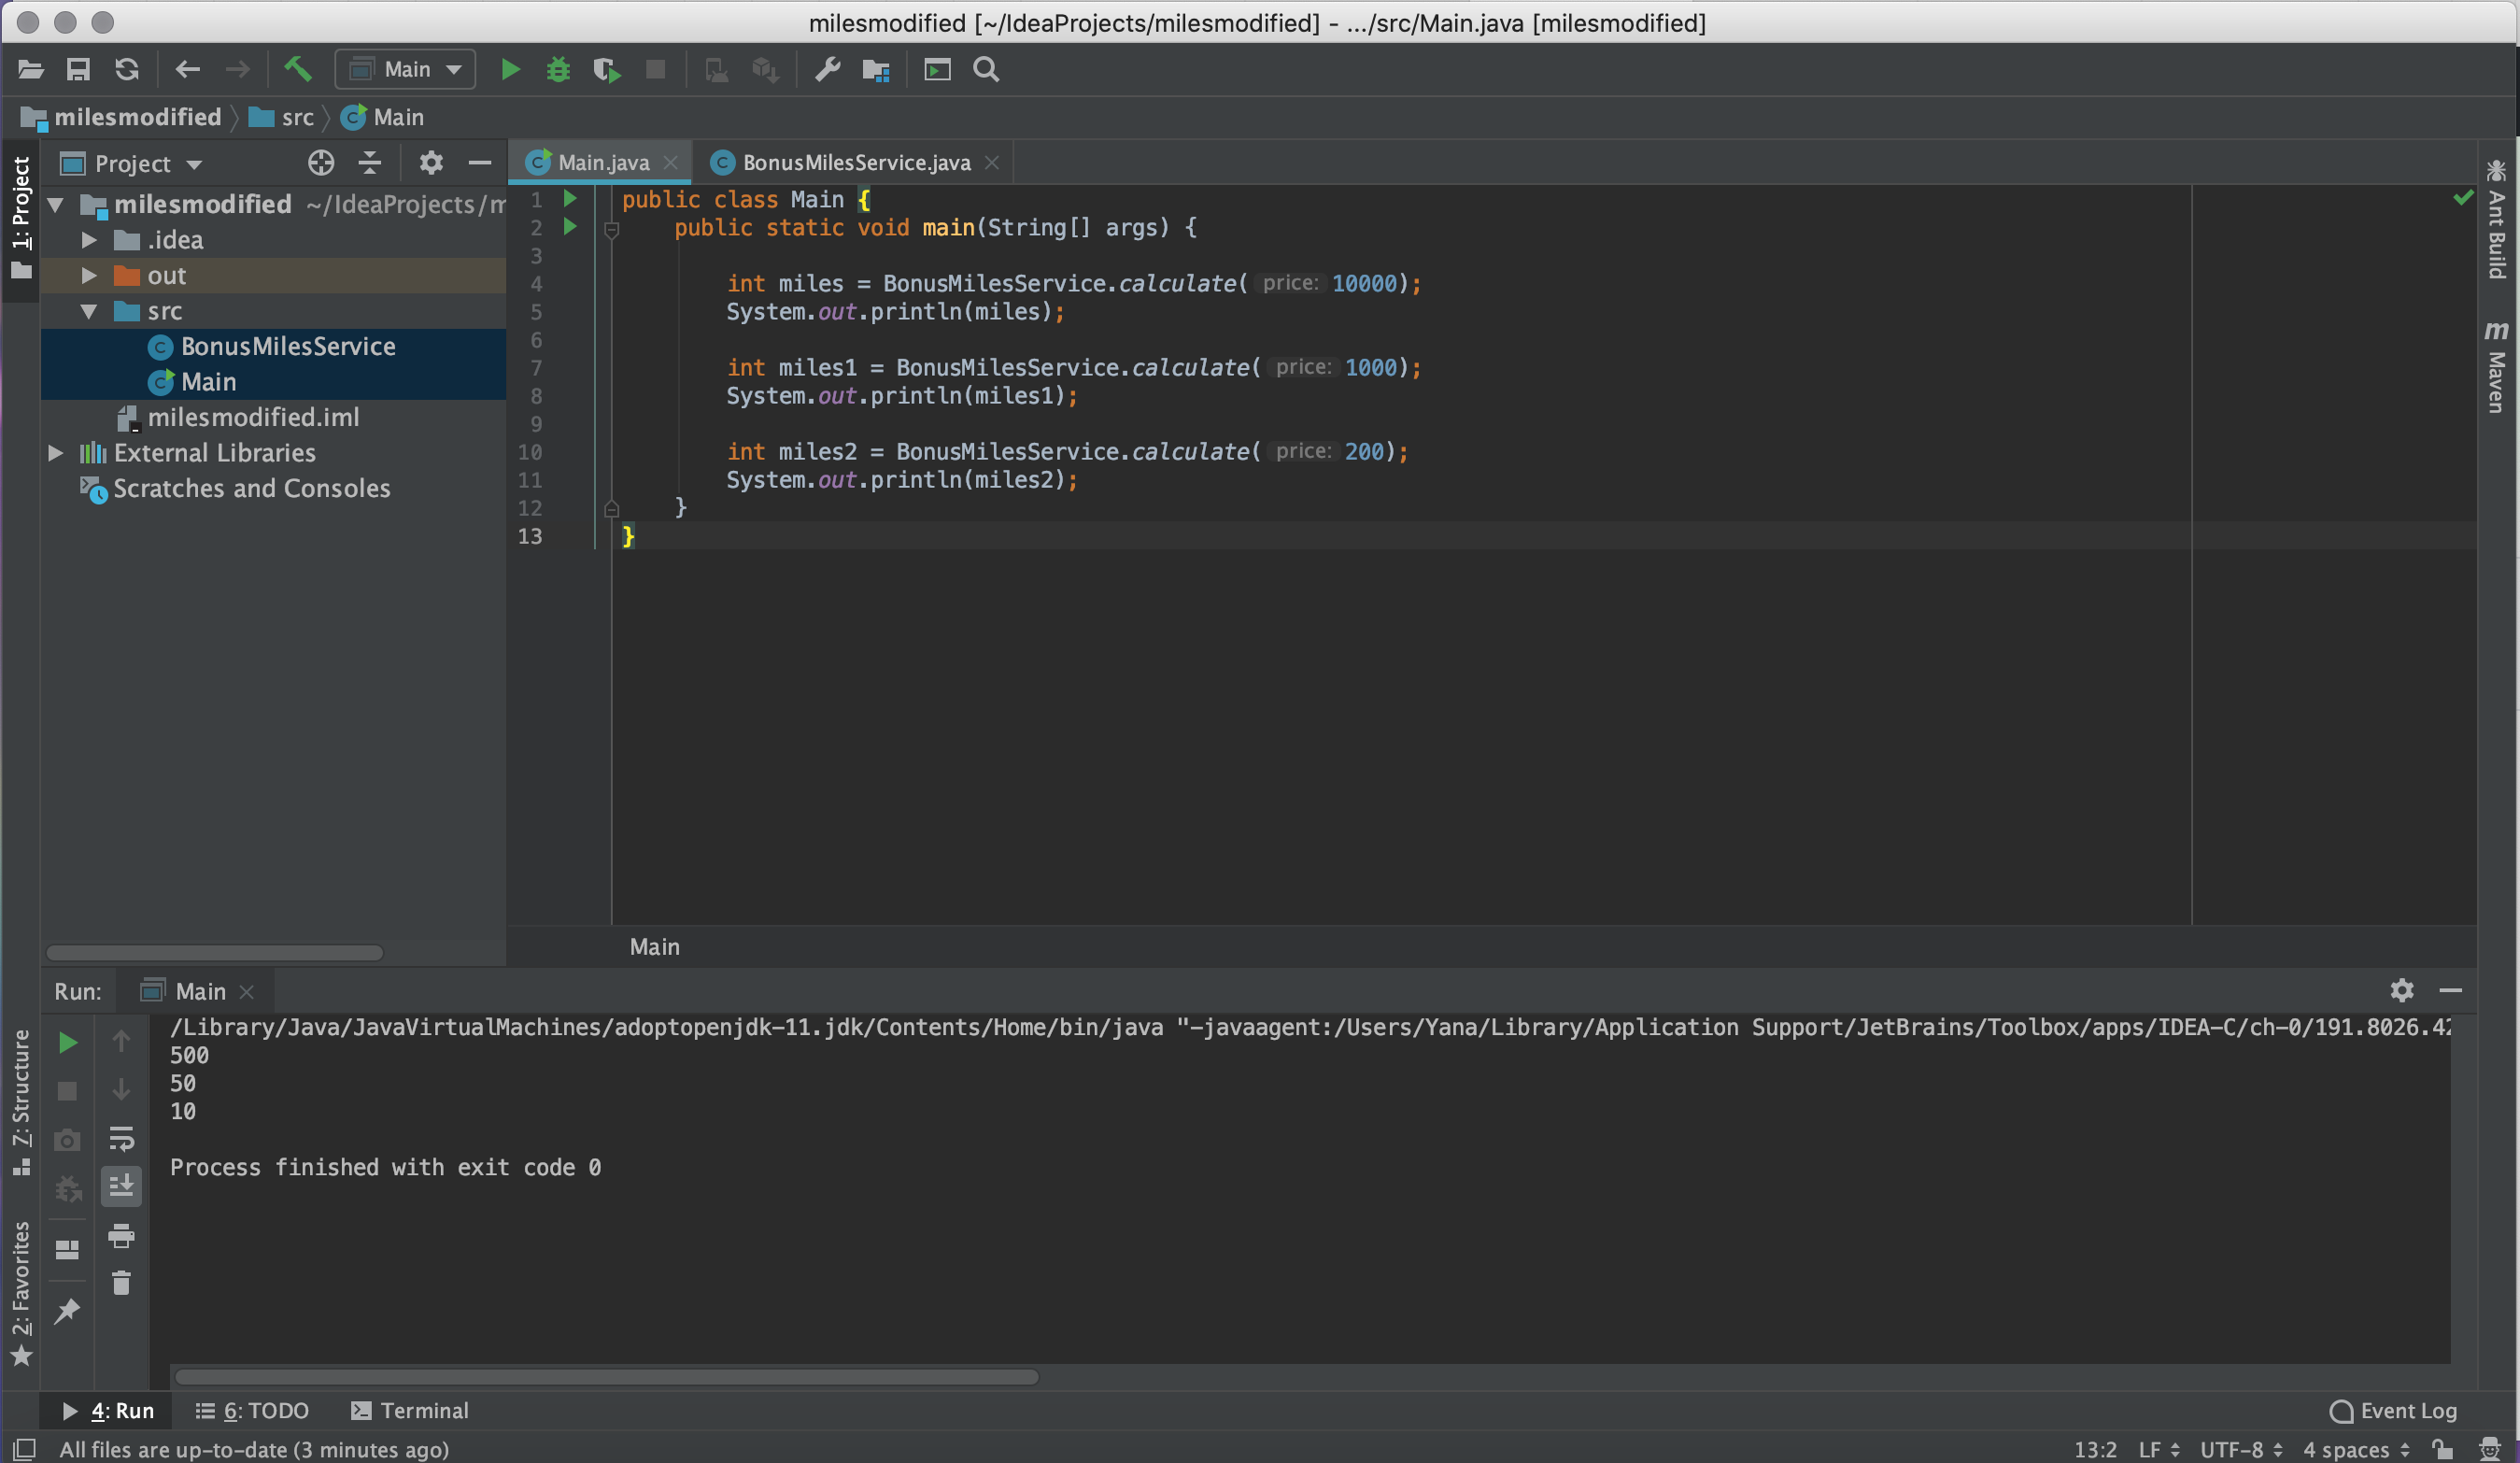 milesmodified [~/IdeaProjects/milesmodified] - .../src/Main.java [milesmodified]
Main
milesmodified src Main
1: Project
Project
milesmodified ~/IdeaProjects/m
.idea
out
src
BonusMilesService
Main
milesmodified.iml
External Libraries
Scratches and Consoles
Main.java BonusMilesService.java
1 public class Main {
2 public static void main(String[] args) {
3
4 int miles = BonusMilesService.calculate( price: 10000);
5 System.out.println(miles);
6
7 int miles1 = BonusMilesService.calculate( price: 1000);
8 System.out.println(miles1);
9
10 int miles2 = BonusMilesService.calculate( price: 200);
11 System.out.println(miles2);
12 }
13 }
Main
Ant Build
m Maven
Run: Main
/Library/Java/JavaVirtualMachines/adoptopenjdk-11.jdk/Contents/Home/bin/java "-javaagent:/Users/Yana/Library/Application Support/JetBrains/Toolbox/apps/IDEA-C/ch-0/191.8026.42
500
50
10
Process finished with exit code 0
7: Structure
2: Favorites
4: Run 6: TODO Terminal Event Log
All files are up-to-date (3 minutes ago) 13:2 LF UTF-8 4 spaces